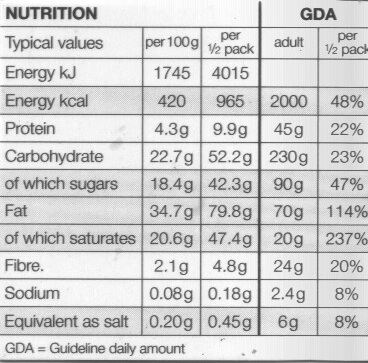 NUTRITION GDA
Typical values per 100g per ½ pack adult per ½ pack
Energy kJ 1745 4015
Energy kcal 420 965 2000 48%
Protein 4.3g 9.9g 45g 22%
Carbohydrate 22.7g 52.2g 230g 23%
of which sugars 18.4g 42.3g 90g 47%
Fat 34.7g 79.8g 70g 114%
of which saturates 20.6g 47.4g 20g 237%
Fibre. 2.1g 4.8g 24g 20%
Sodium 0.08g 0.18g 2.4g 8%
Equivalent as salt 0.20g 0.45g 6g 8%
GDA = Guideline daily amount